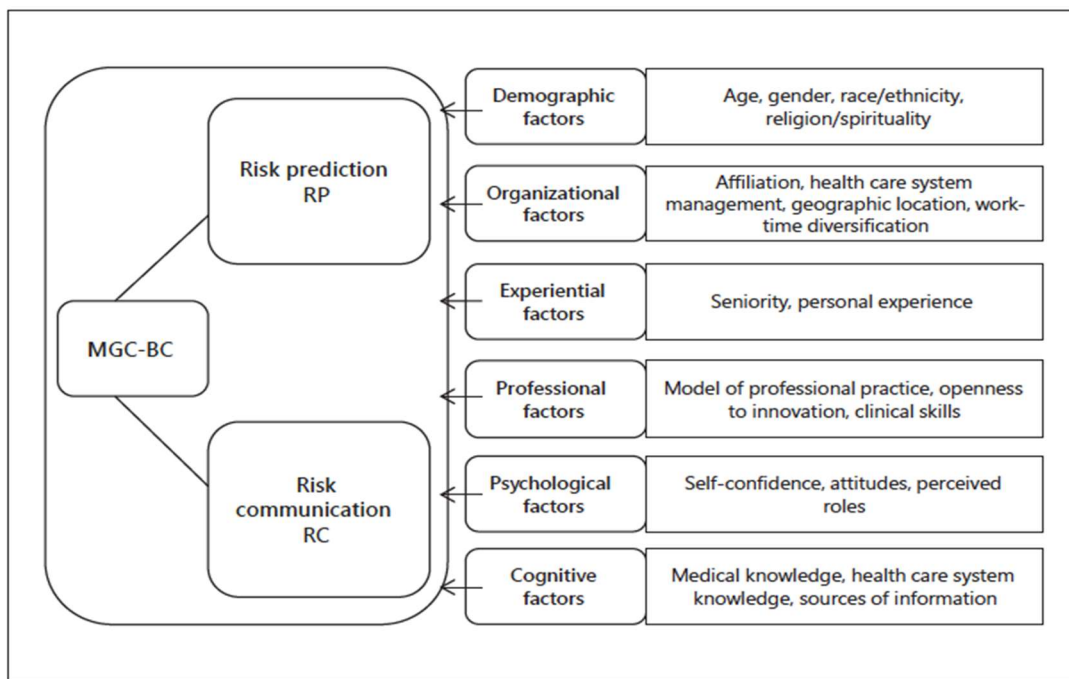 Demographic
factors
Age, gender, race/ethnicity,
religion/spirituality
Risk prediction
RP
Organizational
factors
Affiliation, health care system
management, geographic location, work-
time diversification
Experiential
factors
Seniority, personal experience
MGC-BC
Professional
factors
Model of professional practice, openness
to innovation, clinical skills
Risk
communication
RC
Psychological
factors
Self-confidence, attitudes, perceived
roles
Cognitive
factors
Medical knowledge, health care system
knowledge, sources of information